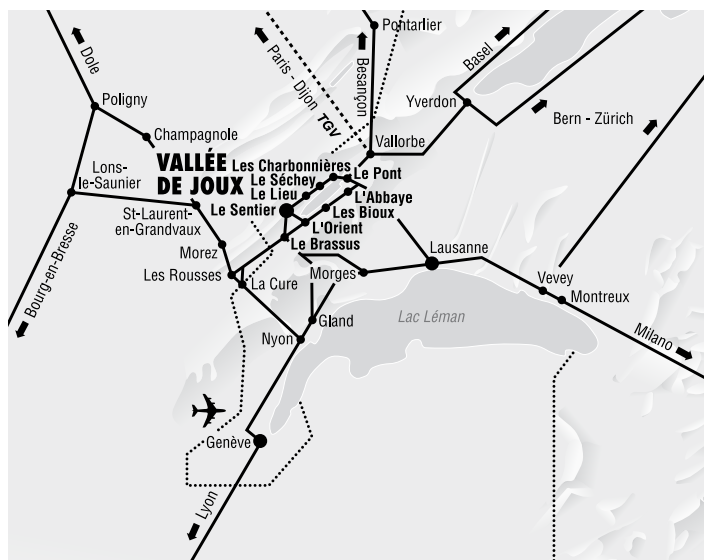 Pontarlier
Dole
Paris - Dijon TGV
Besançon
Basel
Poligny
Yverdon
Champagnole
Bern - Zürich
Vallorbe
VALLÉE
DE JOUX
Les Charbonnières
Lons-
le-Saunier
Le Séchey
Le Pont
Le Lieu
L'Abbaye
St-Laurent-
en-Grandvaux
Le Sentier
Les Bioux
L'Orient
Le Brassus
Morez
Lausanne
Les Rousses
La Cure
Morges
Vevey
Montreux
Bourg-en-Bresse
Gland
Lac Léman
Nyon
Milano
Genève
Lyon